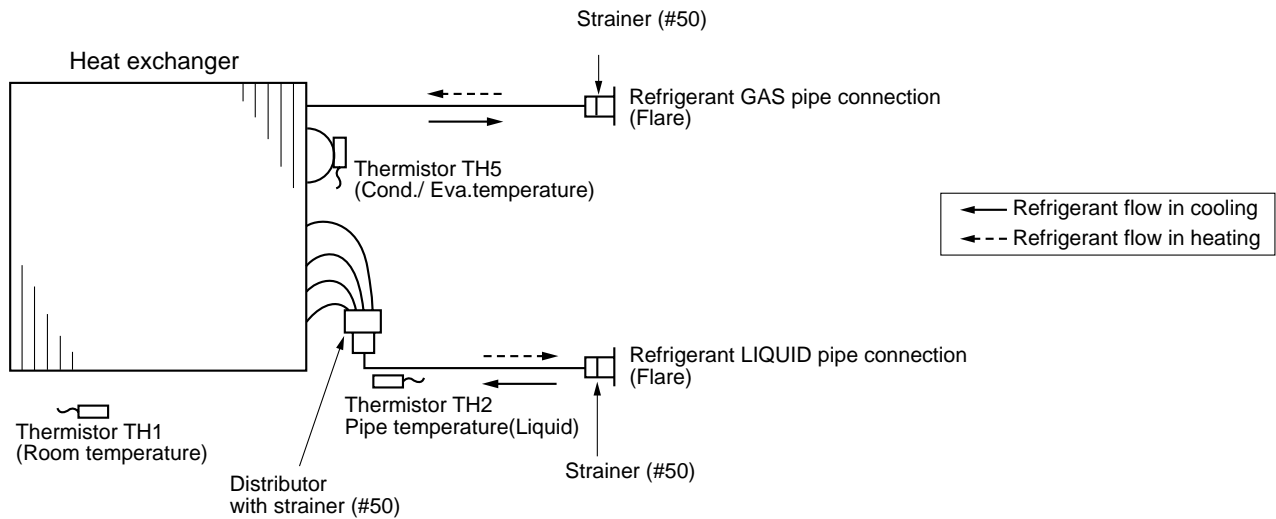 Strainer (#50)
Heat exchanger
Refrigerant GAS pipe connection
(Flare)
Thermistor TH5
(Cond./ Eva.temperature)
Refrigerant flow in cooling
Refrigerant flow in heating
Refrigerant LIQUID pipe connection
(Flare)
Thermistor TH2
Pipe temperature(Liquid)
Thermistor TH1
(Room temperature)
Strainer (#50)
Distributor
with strainer (#50)